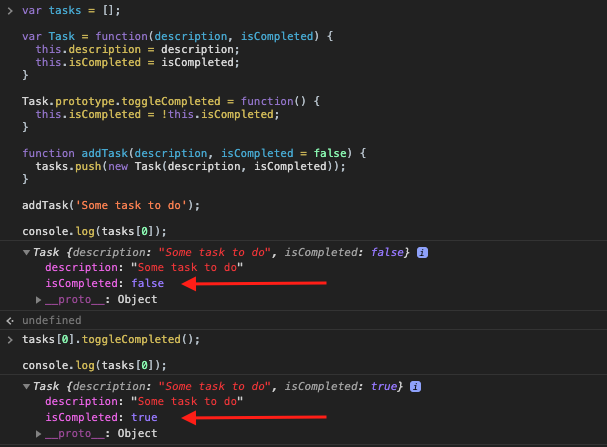 var tasks = [];
var Task = function(description, isCompleted) {
  this.description = description;
  this.isCompleted = isCompleted;
}
Task.prototype.toggleCompleted = function() {
  this.isCompleted = !this.isCompleted;
}
function addTask(description, isCompleted = false) {
  tasks.push(new Task(description, isCompleted));
}
addTask('Some task to do');
console.log(tasks[0]);
Task {description: "Some task to do", isCompleted: false} i
description: "Some task to do"
isCompleted: false
__proto__: Object
undefined
tasks[0].toggleCompleted();
console.log(tasks[0]);
Task {description: "Some task to do", isCompleted: true} i
description: "Some task to do"
isCompleted: true
__proto__: Object